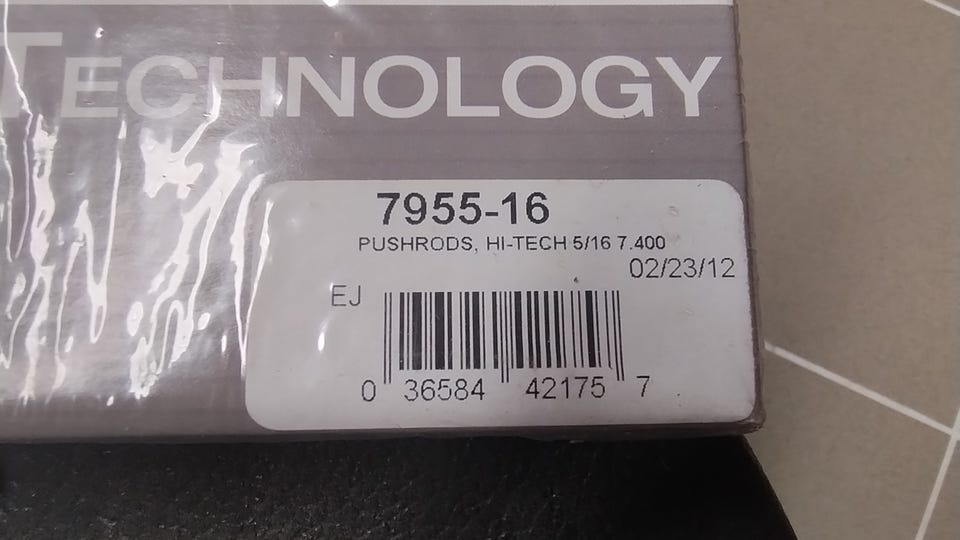 TECHNOLOGY
7955-16
PUSHRODS, HI-TECH 5/16 7.400
02/23/12
EJ
0 36584 42175 7